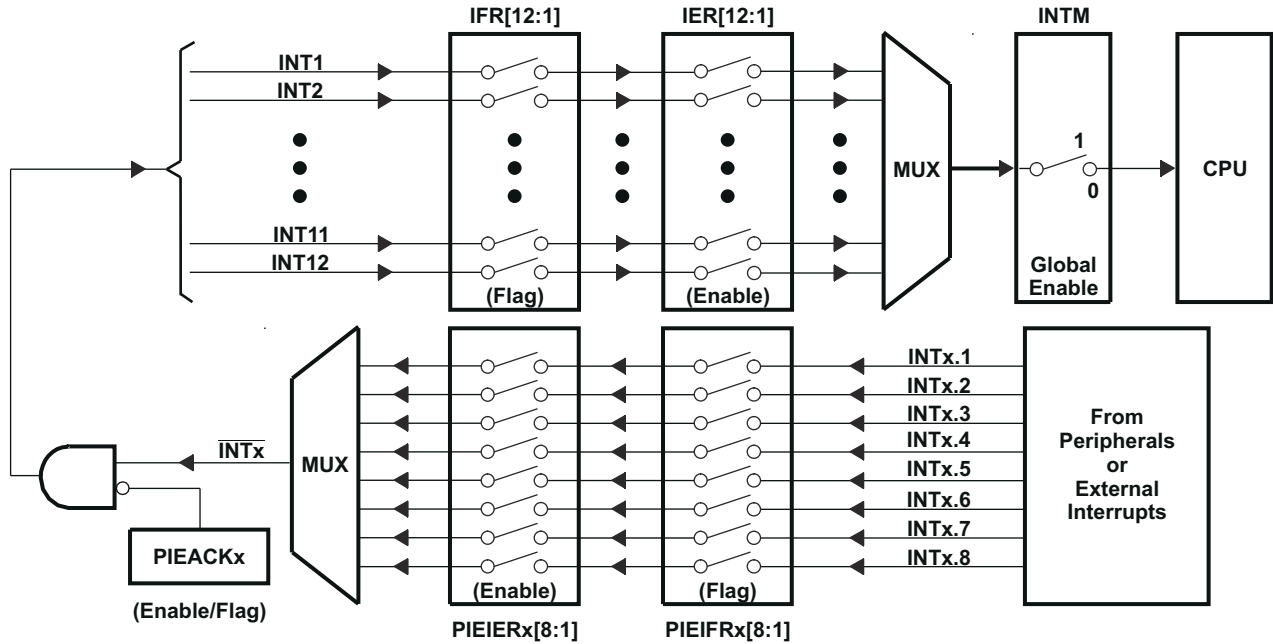 IFR[12:1]
IER[12:1]
INTM
INT1
INT2
1
MUX
CPU
0
INT11
INT12
(Flag)
(Enable)
Global
Enable
INTx.1
INTx.2
INTx.3
INTx.4
INTx.5
INTx.6
INTx.7
INTx.8
From
Peripherals
or
External
Interrupts
INTx
MUX
PIEACKx
(Enable/Flag)
(Enable)
(Flag)
PIEIERx[8:1]
PIEIFRx[8:1]